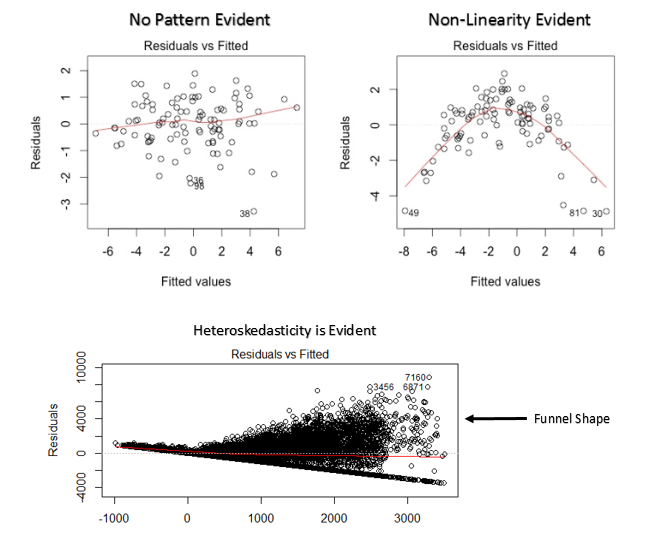 No Pattern Evident
Residuals vs Fitted
2
1
0
-1
-2
-3
Residuals
36
98
38
-6 -4 -2 0 2 4 6
Fitted values
Non-Linearity Evident
Residuals vs Fitted
2
0
-2
-4
Residuals
49
81
30
-8 -6 -4 -2 0 2 4 6
Fitted values
Heteroskedasticity is Evident
Residuals vs Fitted
10000
4000
0
-4000
Residuals
7160
3456 6871
-1000 0 1000 2000 3000
Funnel Shape